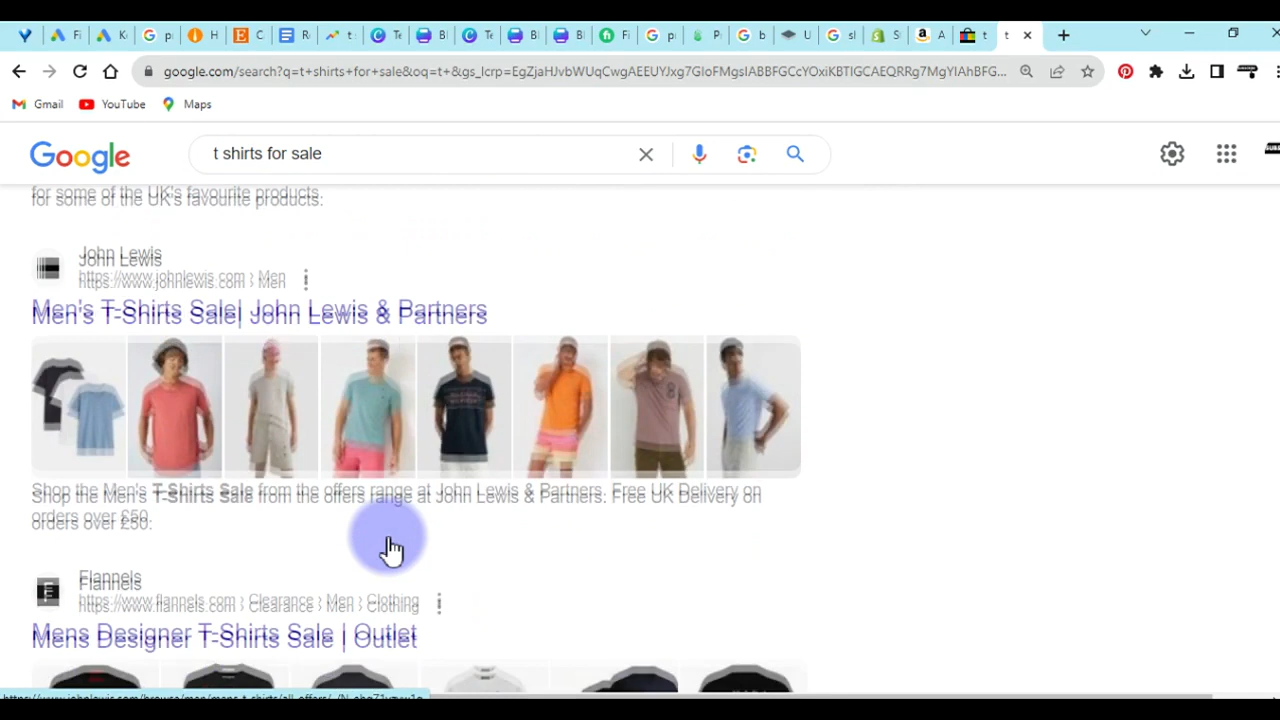 google.com/search?q=t+shirts+for+sale&oq=t+&gs_lcrp=EgZjaHJvbWUqCwgAEEUYJxg7GIoFMgsIABBFGCcYOxiKBTIGCAEQRRg7MgYIAhBFG...
Gmail YouTube Maps
Google t shirts for sale
for some of the UK's favourite products.
John Lewis
https://www.johnlewis.com › Men
Men's T-Shirts Sale| John Lewis & Partners
Shop the Men's T-Shirts Sale from the offers range at John Lewis & Partners. Free UK Delivery on
orders over £50.
Flannels
https://www.flannels.com › Clearance › Men › Clothing
Mens Designer T-Shirts Sale | Outlet